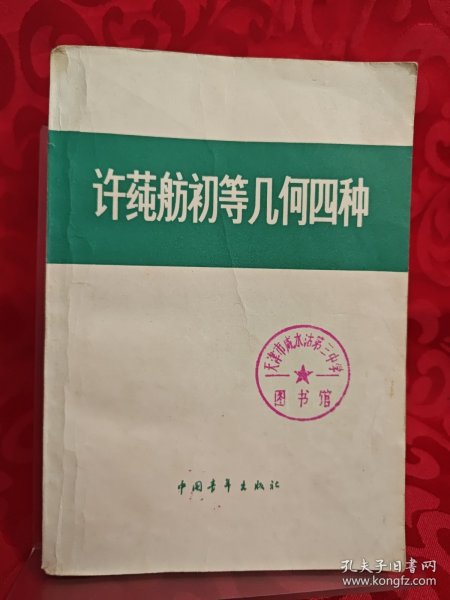 许莼舫初等几何四种
天津市咸水沽第三中学
图书馆
中国青年出版社
孔夫子旧书网
www.kongfz.com